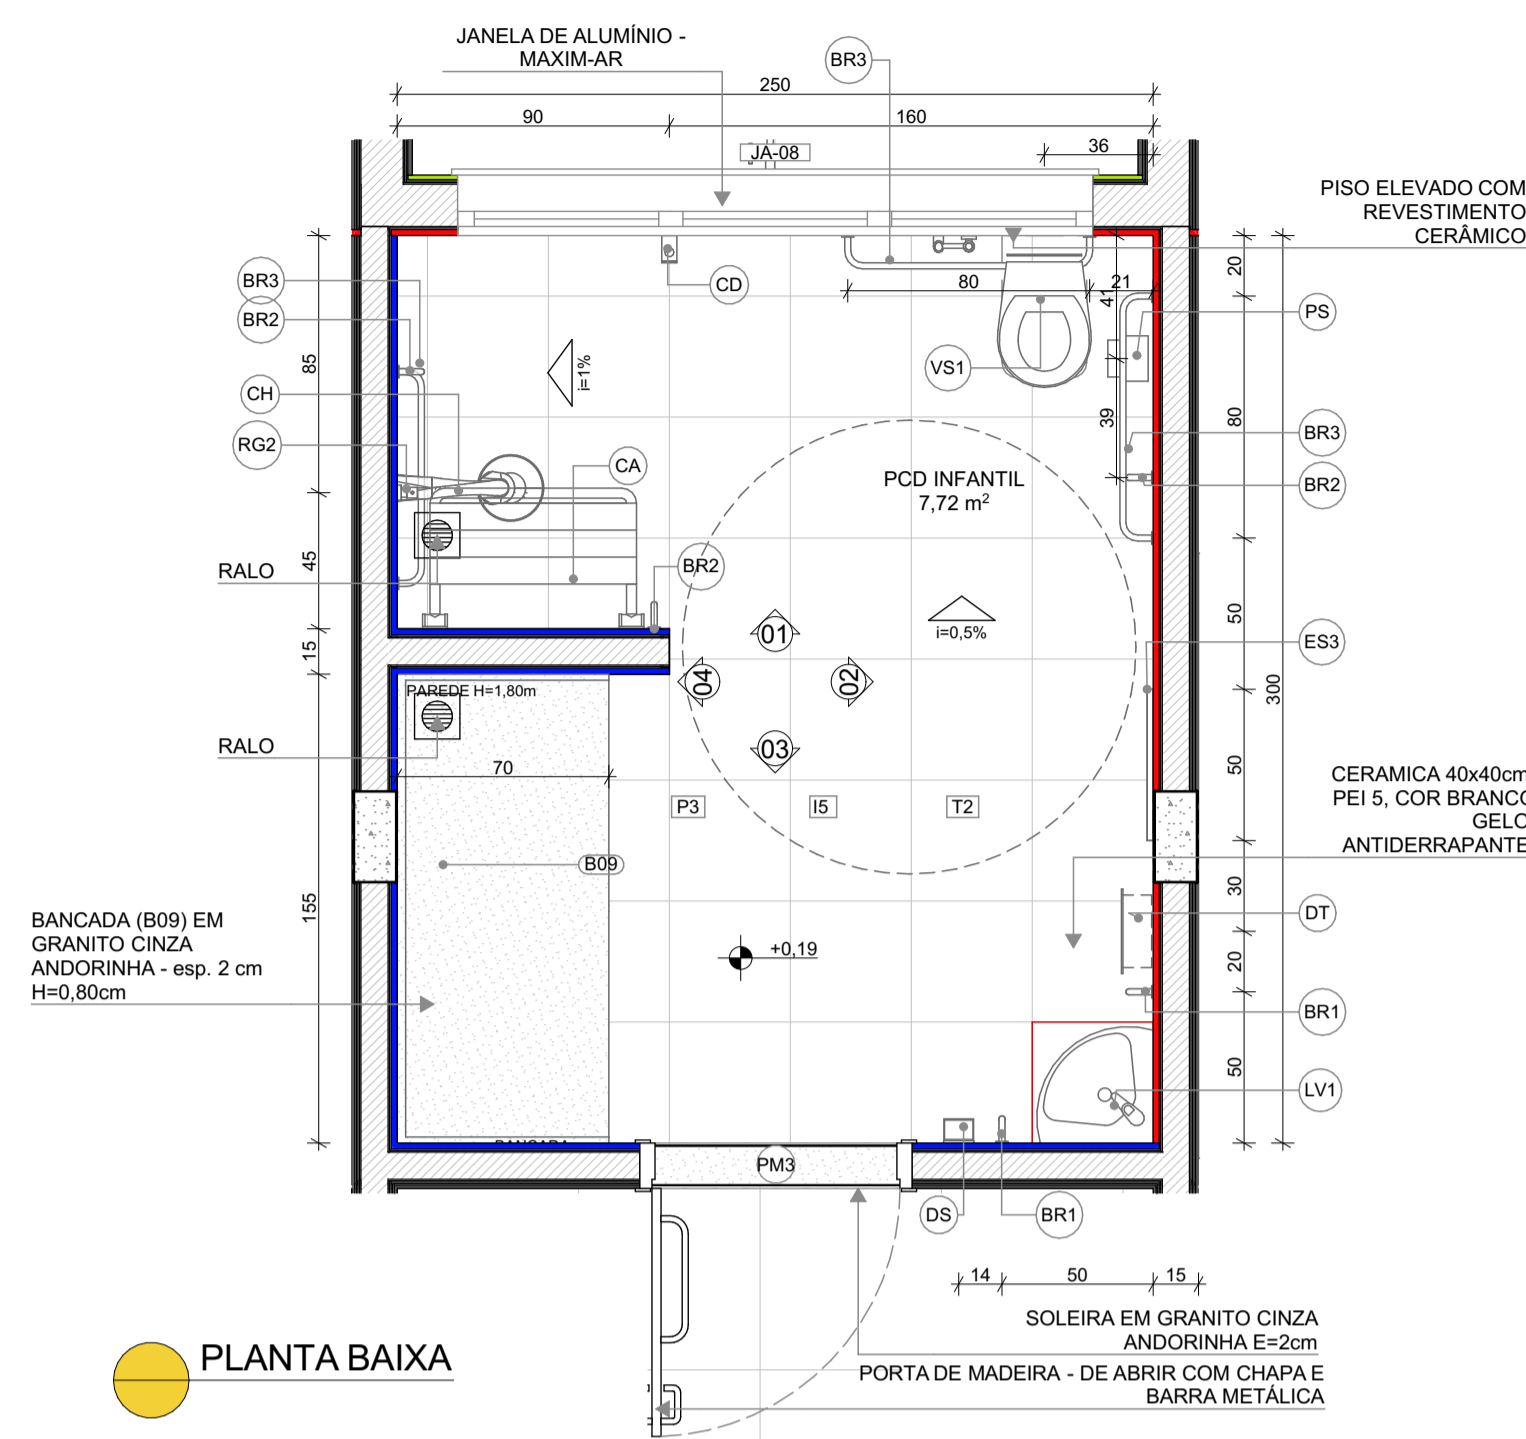 JANELA DE ALUMÍNIO -
MAXIM-AR
BR3
250
90
160
36
JA-08
PISO ELEVADO COM
REVESTIMENTO
CERÂMICO
BR3
BR2
CH
RG2
CD
80
21
41
20
PS
VS1
i=1%
85
39
80
BR3
BR2
CA
PCD INFANTIL
7,72 m²
RALO
45
BR2
01
i=0,5%
50
ES3
15
04
02
300
PAREDE H=1,80m
RALO
03
70
50
CERAMICA 40x40cm
PEI 5, COR BRANCO
GELO
ANTIDERRAPANTE
P3
I5
T2
B09
155
30
DT
BANCADA (B09) EM
GRANITO CINZA
ANDORINHA - esp. 2 cm
H=0,80cm
+0,19
20
BR1
50
LV1
BANCADA
PM3
DS
BR1
14
50
15
SOLEIRA EM GRANITO CINZA
ANDORINHA E=2cm
PLANTA BAIXA
PORTA DE MADEIRA - DE ABRIR COM CHAPA E
BARRA METÁLICA